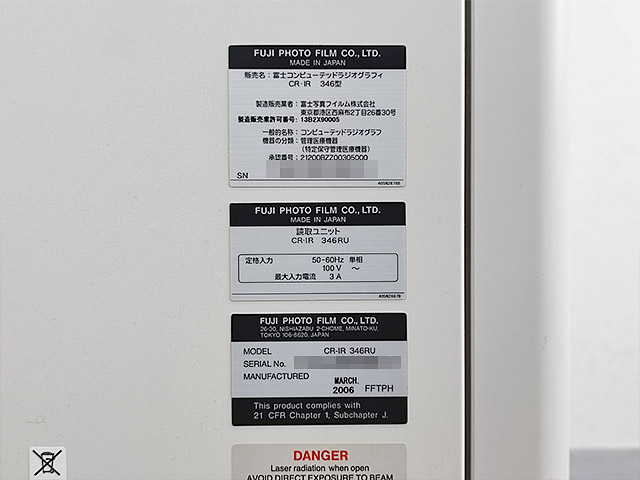 FUJI PHOTO FILM CO., LTD.
MADE IN JAPAN
販売名：富士コンピューテッドラジオグラフィ
CR-IR 346型
製造販売業者：富士写真フイルム株式会社
東京都港区西麻布2丁目26番30号
製造販売業許可番号：13B2X90005
一般的名称：コンピューテッドラジオグラフ
機器の分類：管理医療機器
(特定保守管理医療機器)
承認番号：21200BZZ00305000
SN
FUJI PHOTO FILM CO., LTD.
MADE IN JAPAN
読取ユニット
CR-IR 346RU
定格入力 50-60Hz 単相
100V ～
最大入力電流 3A
FUJI PHOTO FILM CO., LTD.
26-30, NISHIAZABU 2-CHOME, MINATO-KU,
TOKYO 106-8620, JAPAN
MODEL CR-IR 346RU
SERIAL No.
MANUFACTURED MARCH.
2006 FFTPH
This product complies with
21 CFR Chapter 1, Subchapter J.
DANGER
Laser radiation when open
AVOID DIRECT EXPOSURE TO BEAM